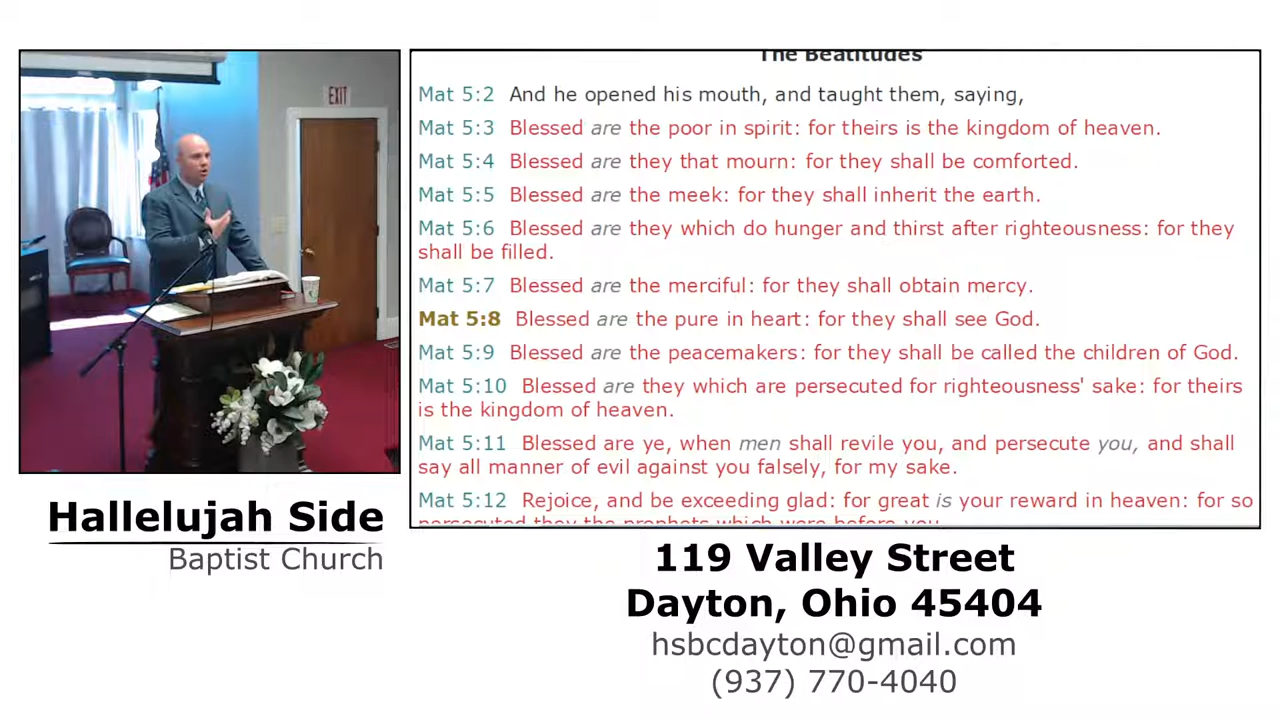 EXIT
The Beatitudes
Mat 5:2 And he opened his mouth, and taught them, saying,
Mat 5:3 Blessed are the poor in spirit: for theirs is the kingdom of heaven.
Mat 5:4 Blessed are they that mourn: for they shall be comforted.
Mat 5:5 Blessed are the meek: for they shall inherit the earth.
Mat 5:6 Blessed are they which do hunger and thirst after righteousness: for they
shall be filled.
Mat 5:7 Blessed are the merciful: for they shall obtain mercy.
Mat 5:8 Blessed are the pure in heart: for they shall see God.
Mat 5:9 Blessed are the peacemakers: for they shall be called the children of God.
Mat 5:10 Blessed are they which are persecuted for righteousness' sake: for theirs
is the kingdom of heaven.
Mat 5:11 Blessed are ye, when men shall revile you, and persecute you, and shall
say all manner of evil against you falsely, for my sake.
Mat 5:12 Rejoice, and be exceeding glad: for great is your reward in heaven: for so
persecuted they the prophets which were before you.
Hallelujah Side
Baptist Church
119 Valley Street
Dayton, Ohio 45404
hsbcdayton@gmail.com
(937) 770-4040